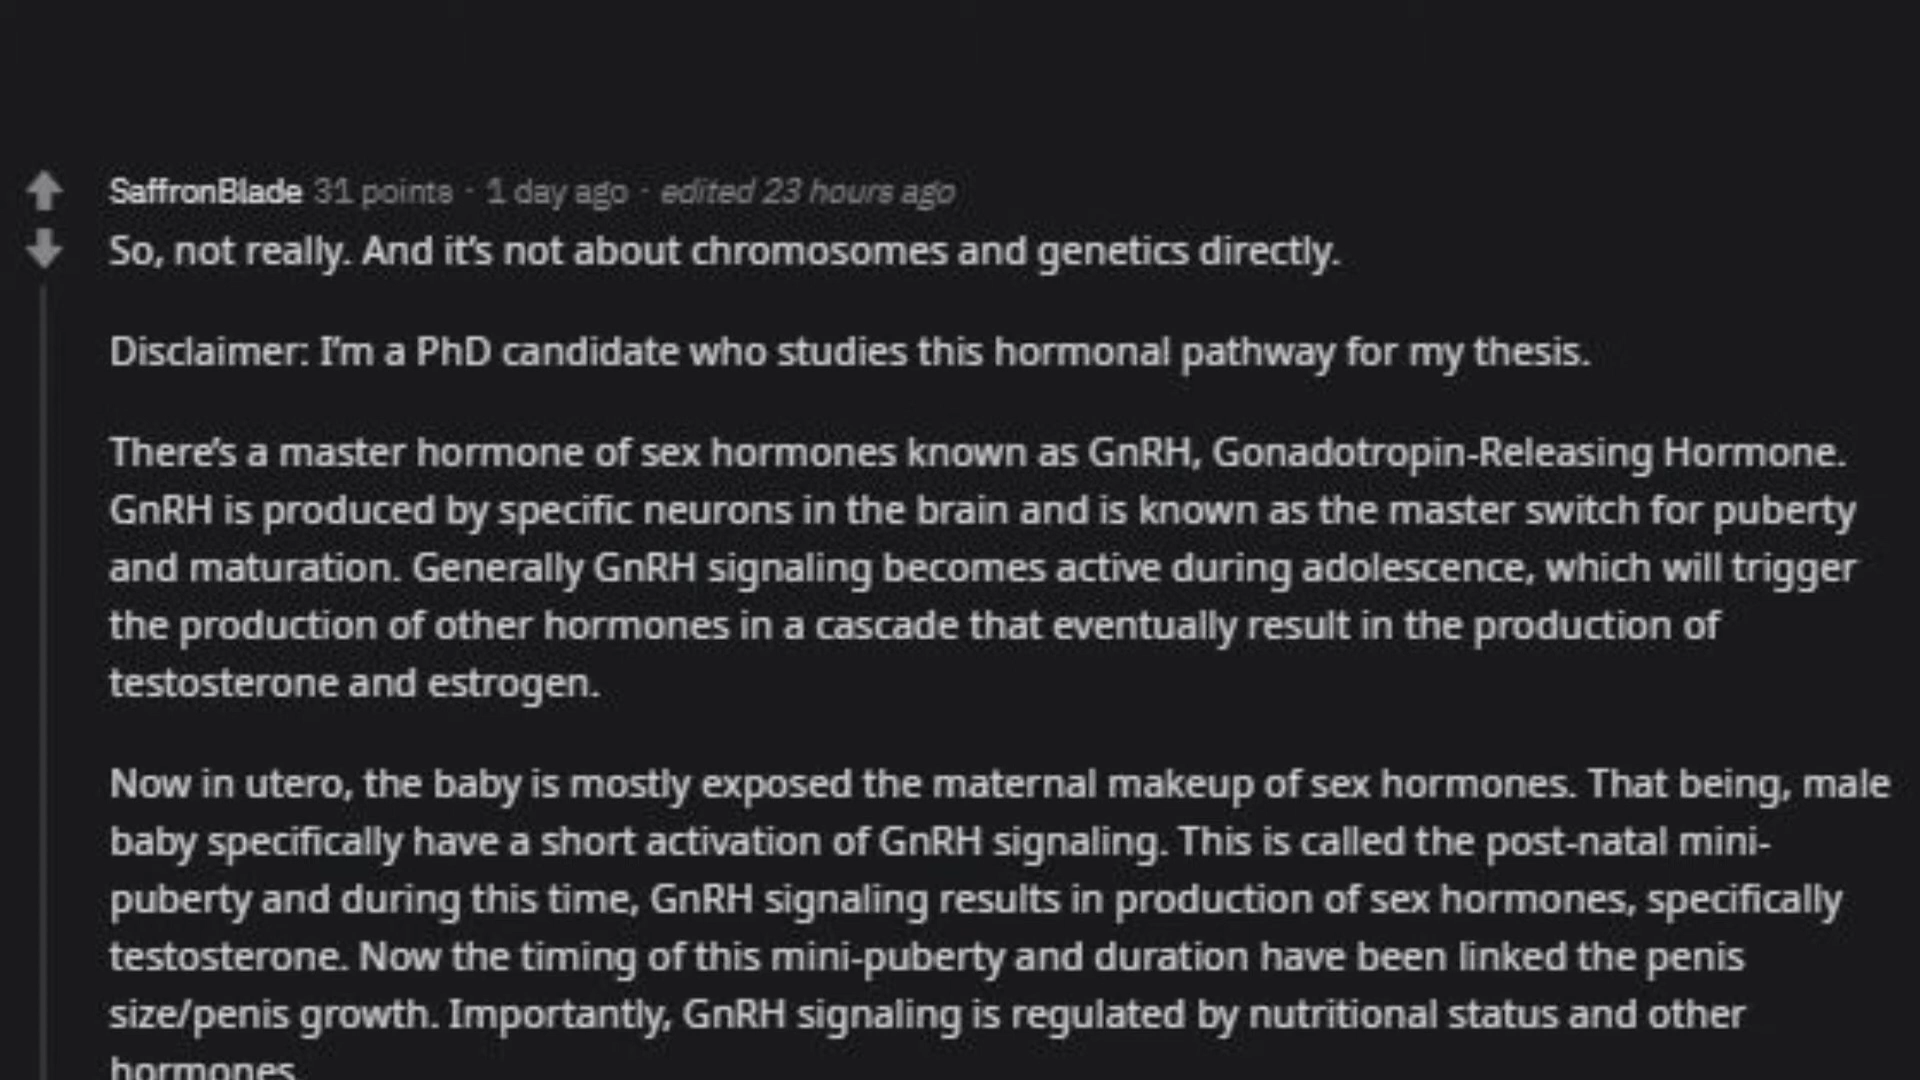 SaffronBlade 31 points · 1 day ago · edited 23 hours ago
So, not really. And it's not about chromosomes and genetics directly.
Disclaimer: I'm a PhD candidate who studies this hormonal pathway for my thesis.
There's a master hormone of sex hormones known as GnRH, Gonadotropin-Releasing Hormone.
GnRH is produced by specific neurons in the brain and is known as the master switch for puberty
and maturation. Generally GnRH signaling becomes active during adolescence, which will trigger
the production of other hormones in a cascade that eventually result in the production of
testosterone and estrogen.
Now in utero, the baby is mostly exposed the maternal makeup of sex hormones. That being, male
baby specifically have a short activation of GnRH signaling. This is called the post-natal mini-
puberty and during this time, GnRH signaling results in production of sex hormones, specifically
testosterone. Now the timing of this mini-puberty and duration have been linked the penis
size/penis growth. Importantly, GnRH signaling is regulated by nutritional status and other
hormones.